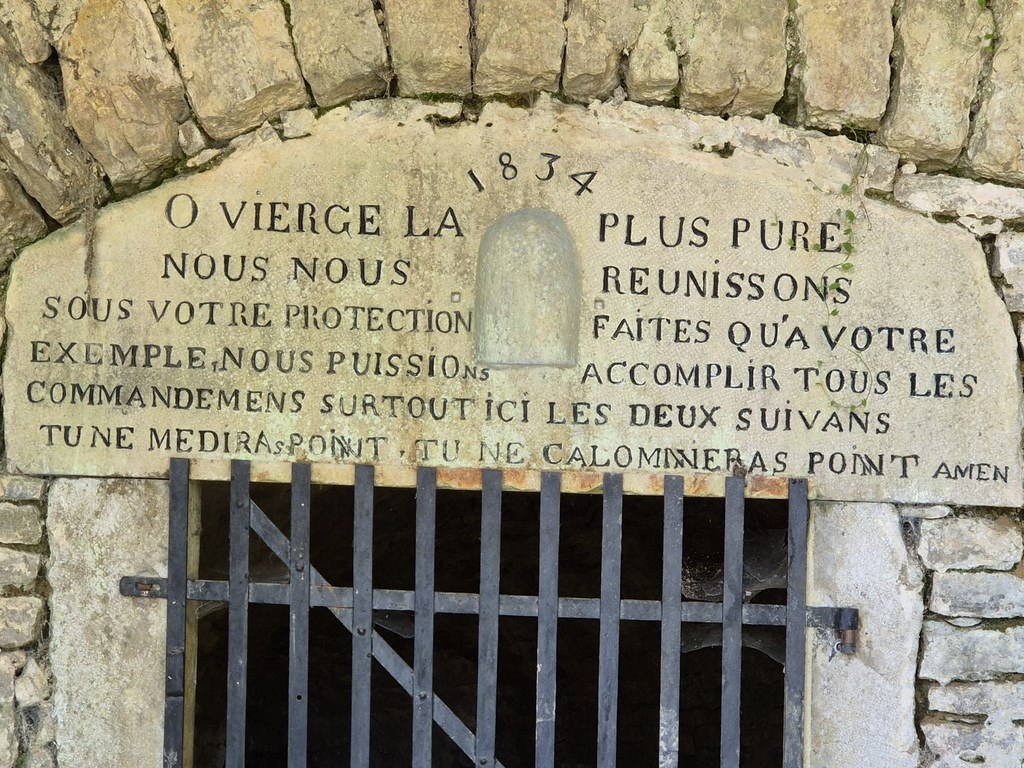 1834
O VIERGE LA PLUS PURE
NOUS NOUS REUNISSONS
SOUS VOTRE PROTECTION FAITES QU'A VOTRE
EXEMPLE, NOUS PUISSIONS ACCOMPLIR TOUS LES
COMMANDEMENS SURTOUT ICI LES DEUX SUIVANS
TU NE MEDIRAS POINT, TU NE CALOMNIERAS POINT AMEN